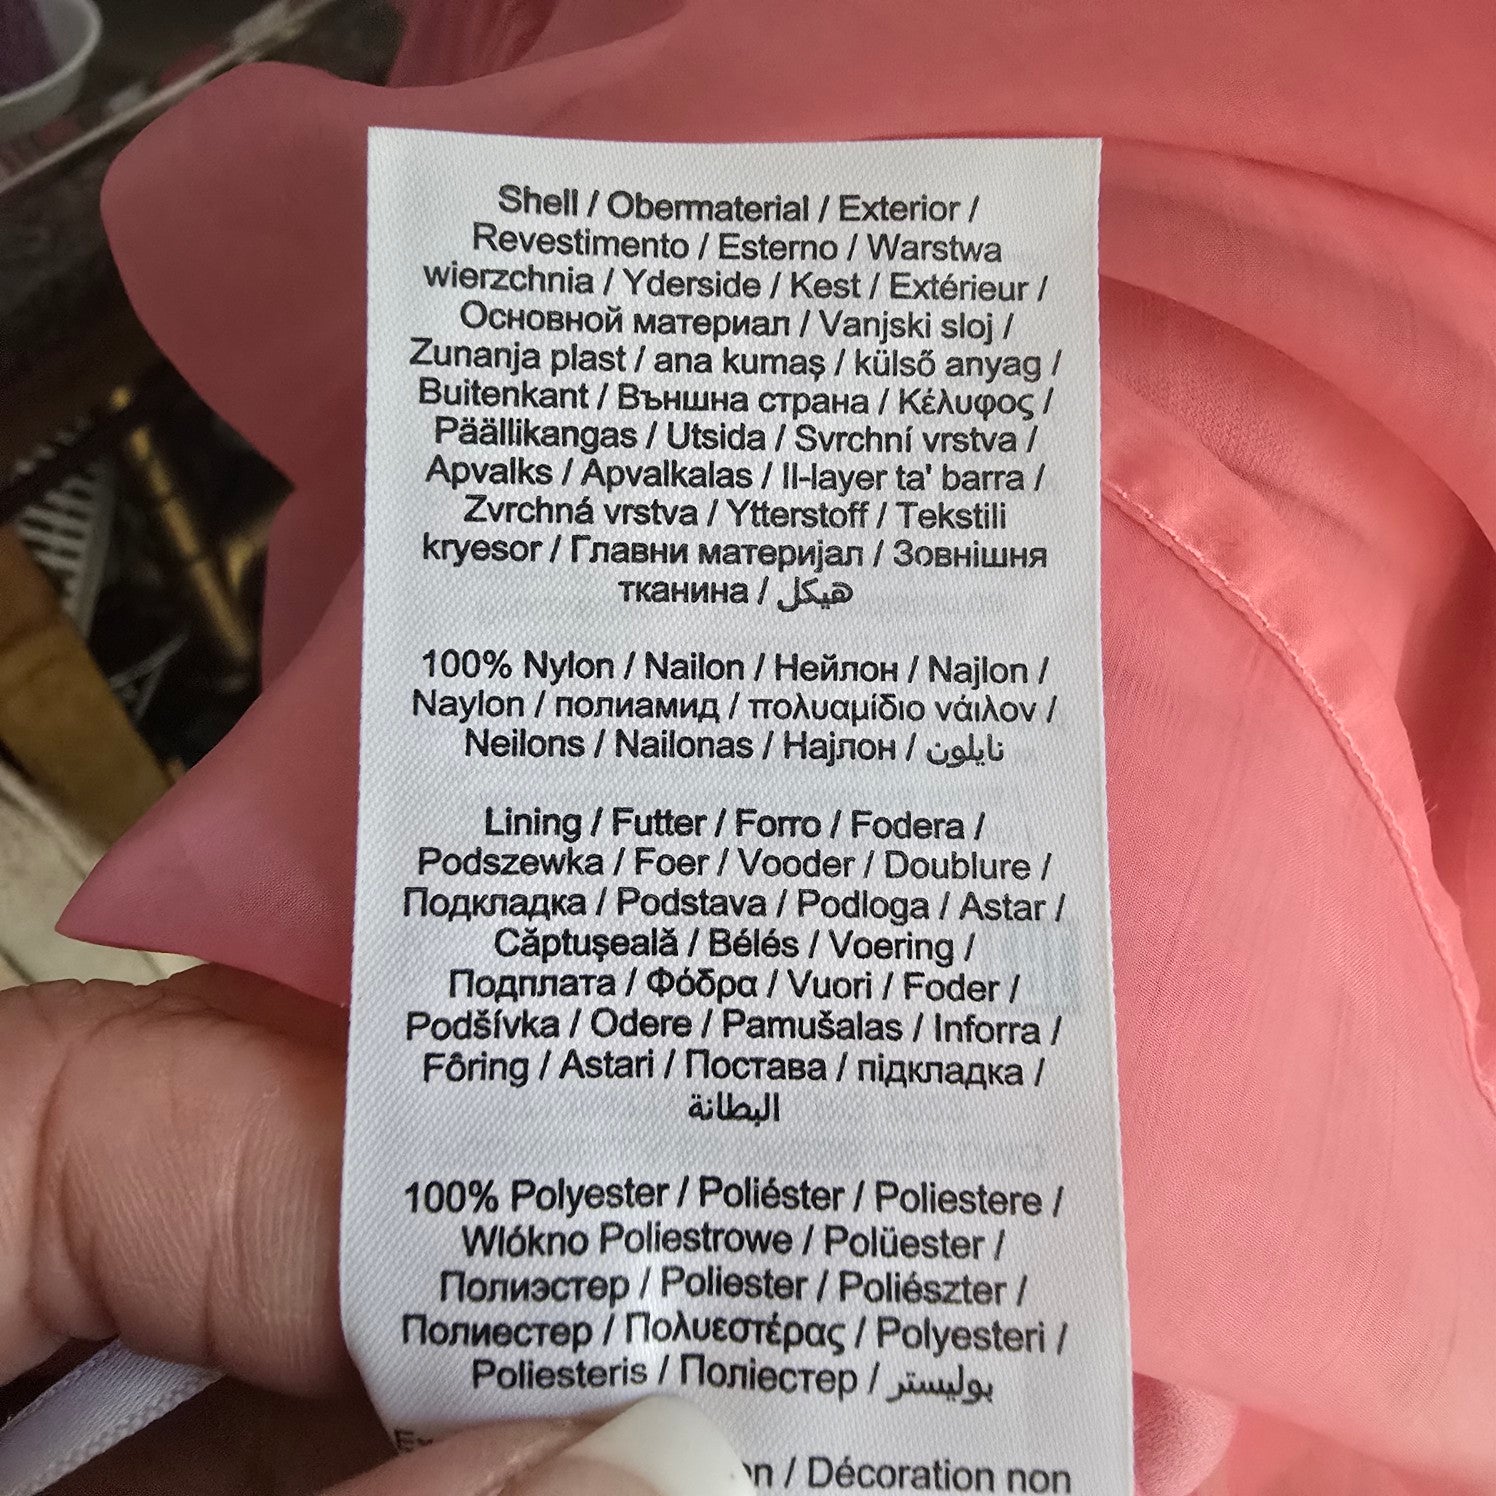 Shell / Obermaterial / Exterior /
Revestimento / Esterno / Warstwa
wierzchnia / Yderside / Kest / Extérieur /
Основной материал / Vanjski sloj /
Zunanja plast / ana kumaş / külső anyag /
Buitenkant / Външна страна / Κέλυφος /
Päällikangas / Utsida / Svrchní vrstva /
Apvalks / Apvalkalas / Il-layer ta' barra /
Zvrchná vrstva / Ytterstoff / Tekstili
kryesor / Главни материјал / Зовнішня
тканина / هيكل
100% Nylon / Nailon / Нейлон / Najlon /
Naylon / полиамид / πολυαμίδιο νάιλον /
Neilons / Nailonas / Најлон / نايلون
Lining / Futter / Forro / Fodera /
Podszewka / Foer / Vooder / Doublure /
Подкладка / Podstava / Podloga / Astar /
Căptușeală / Bélés / Voering /
Подплата / Φόδρα / Vuori / Foder /
Podšívka / Odere / Pamušalas / Inforra /
Fôring / Astari / Постава / підкладка /
البطانة
100% Polyester / Poliéster / Poliestere /
Wlókno Poliestrowe / Polüester /
Полиэстер / Poliester / Poliészter /
Полиестер / Πολυεστέρας / Polyesteri /
Poliesteris / Поліестер / بوليستر
/ Décoration non